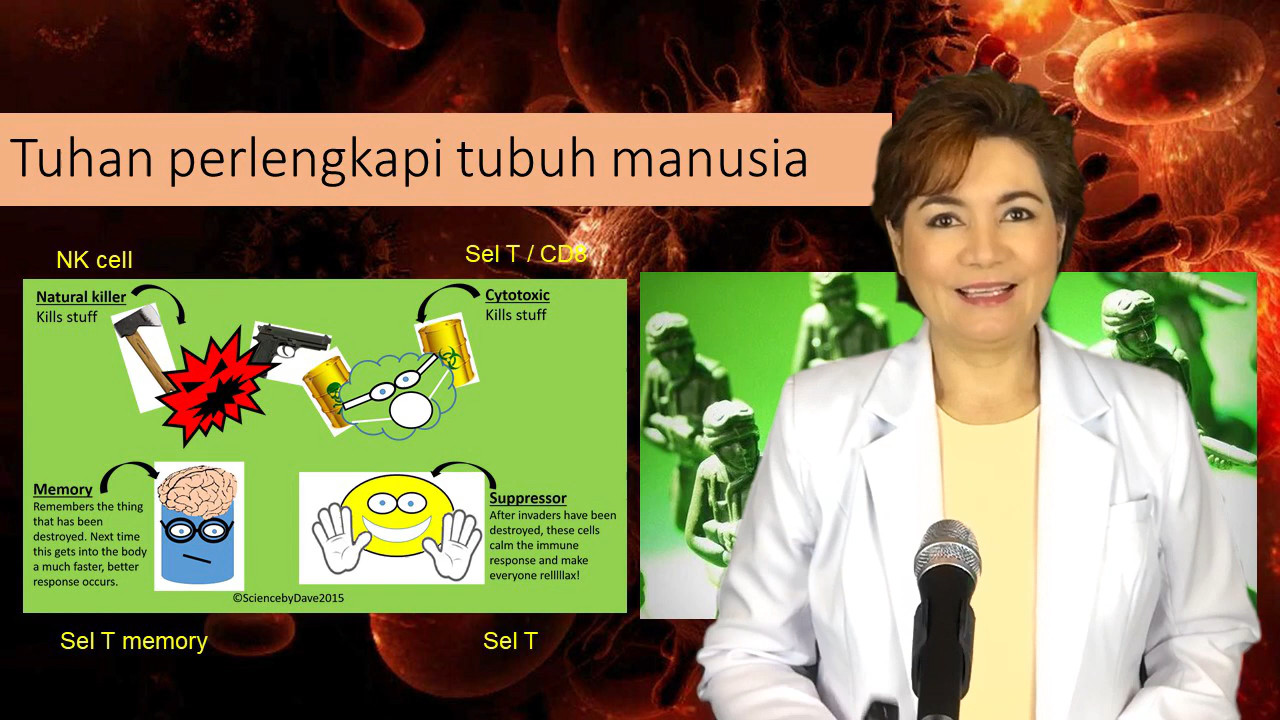 Tuhan perlengkapi tubuh manusia
NK cell
Sel T / CD8
Natural killer
Kills stuff
Cytotoxic
Kills stuff
Memory
Remembers the thing
that has been
destroyed. Next time
this gets into the body
a much faster, better
response occurs.
Suppressor
After invaders have been
destroyed, these cells
calm the immune
response and make
everyone relllllax!
©SciencebyDave2015
Sel T memory
Sel T